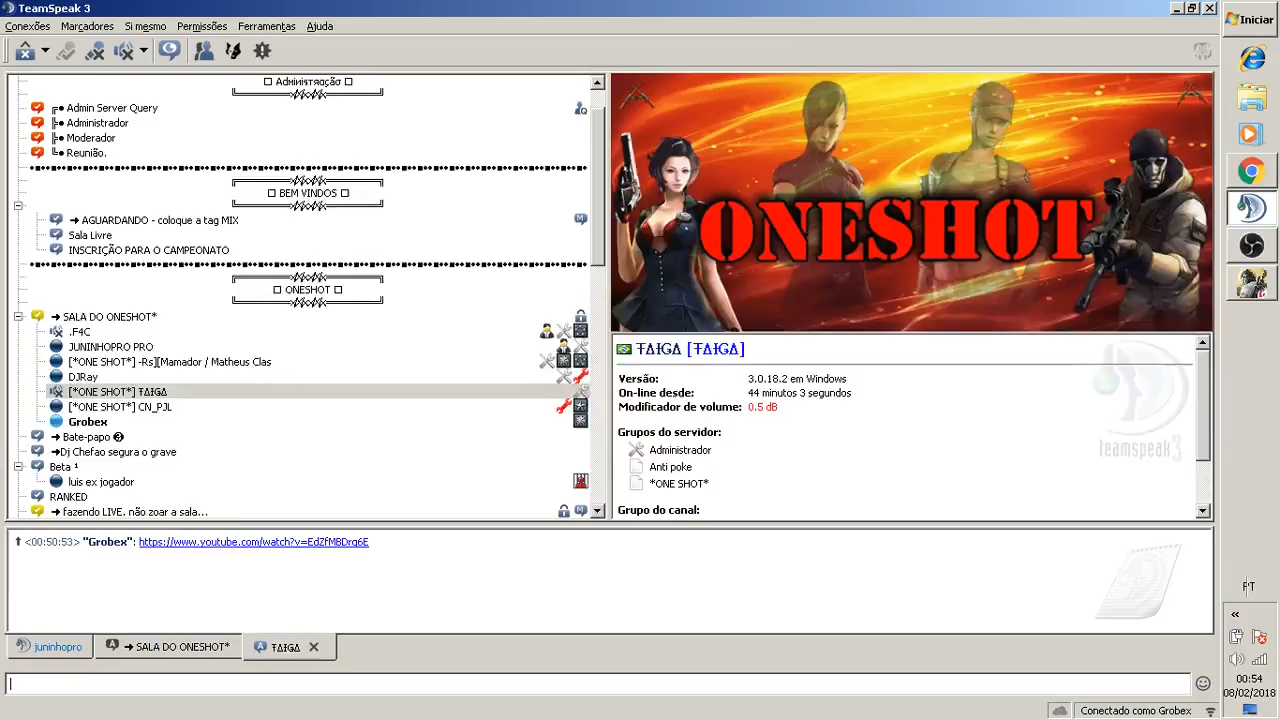 TeamSpeak 3
Conexões Marcadores Si mesmo Permissões Ferramentas Ajuda
□ Administração □
Admin Server Query
Administrador
Moderador
Reunião.
□ BEM VINDOS □
➔ AGUARDANDO - coloque a tag MIX
Sala Livre
INSCRIÇÃO PARA O CAMPEONATO
□ ONESHOT □
➔ SALA DO ONESHOT*
.F4C
JUNINHOPRO PRO
[*ONE SHOT*] -Rs][Mamador / Matheus Clas
DJRay
[*ONE SHOT*] ŦΔIGΔ
[*ONE SHOT*] CN_PJL
Grobex
➔ Bate-papo ❷
➔Dj Chefao segura o grave
Beta ¹
luis ex jogador
RANKED
➔ fazendo LIVE. não zoar a sala...
ONESHOT
ŦΔIGΔ [ŦΔIGΔ]
Versão: 3.0.18.2 em Windows
On-line desde: 44 minutos 3 segundos
Modificador de volume: 0.5 dB
Grupos do servidor:
Administrador
Anti poke
*ONE SHOT*
Grupo do canal:
teamspeak3
<00:50:53> "Grobex": https://www.youtube.com/watch?v=EdZfMBDrq6E
juninhopro ➔ SALA DO ONESHOT* ŦΔIGΔ
Conectado como Grobex
Iniciar
PT
00:54
08/02/2018